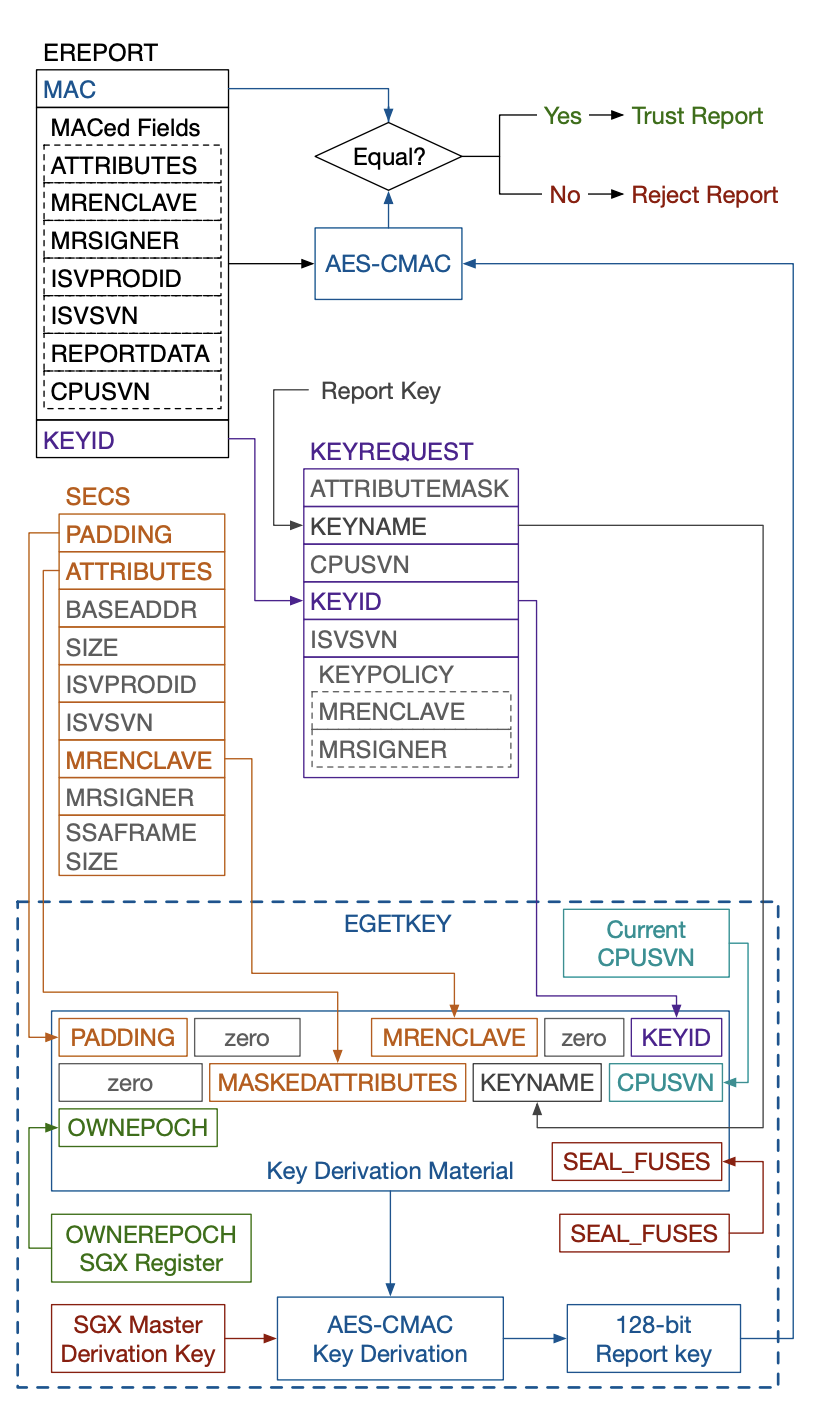 EREPORT
MAC
MACed Fields
ATTRIBUTES
MRENCLAVE
MRSIGNER
ISVPRODID
ISVSVN
REPORTDATA
CPUSVN
KEYID
Equal?
Yes
Trust Report
No
Reject Report
AES-CMAC
Report Key
KEYREQUEST
ATTRIBUTEMASK
KEYNAME
CPUSVN
KEYID
ISVSVN
KEYPOLICY
MRENCLAVE
MRSIGNER
SECS
PADDING
ATTRIBUTES
BASEADDR
SIZE
ISVPRODID
ISVSVN
MRENCLAVE
MRSIGNER
SSAFRAME
SIZE
EGETKEY
Current
CPUSVN
PADDING
zero
MRENCLAVE
zero
KEYID
zero
MASKEDATTRIBUTES
KEYNAME
CPUSVN
OWNEPOCH
SEAL_FUSES
Key Derivation Material
OWNEREPOCH
SGX Register
SEAL_FUSES
SGX Master
Derivation Key
AES-CMAC
Key Derivation
128-bit
Report key